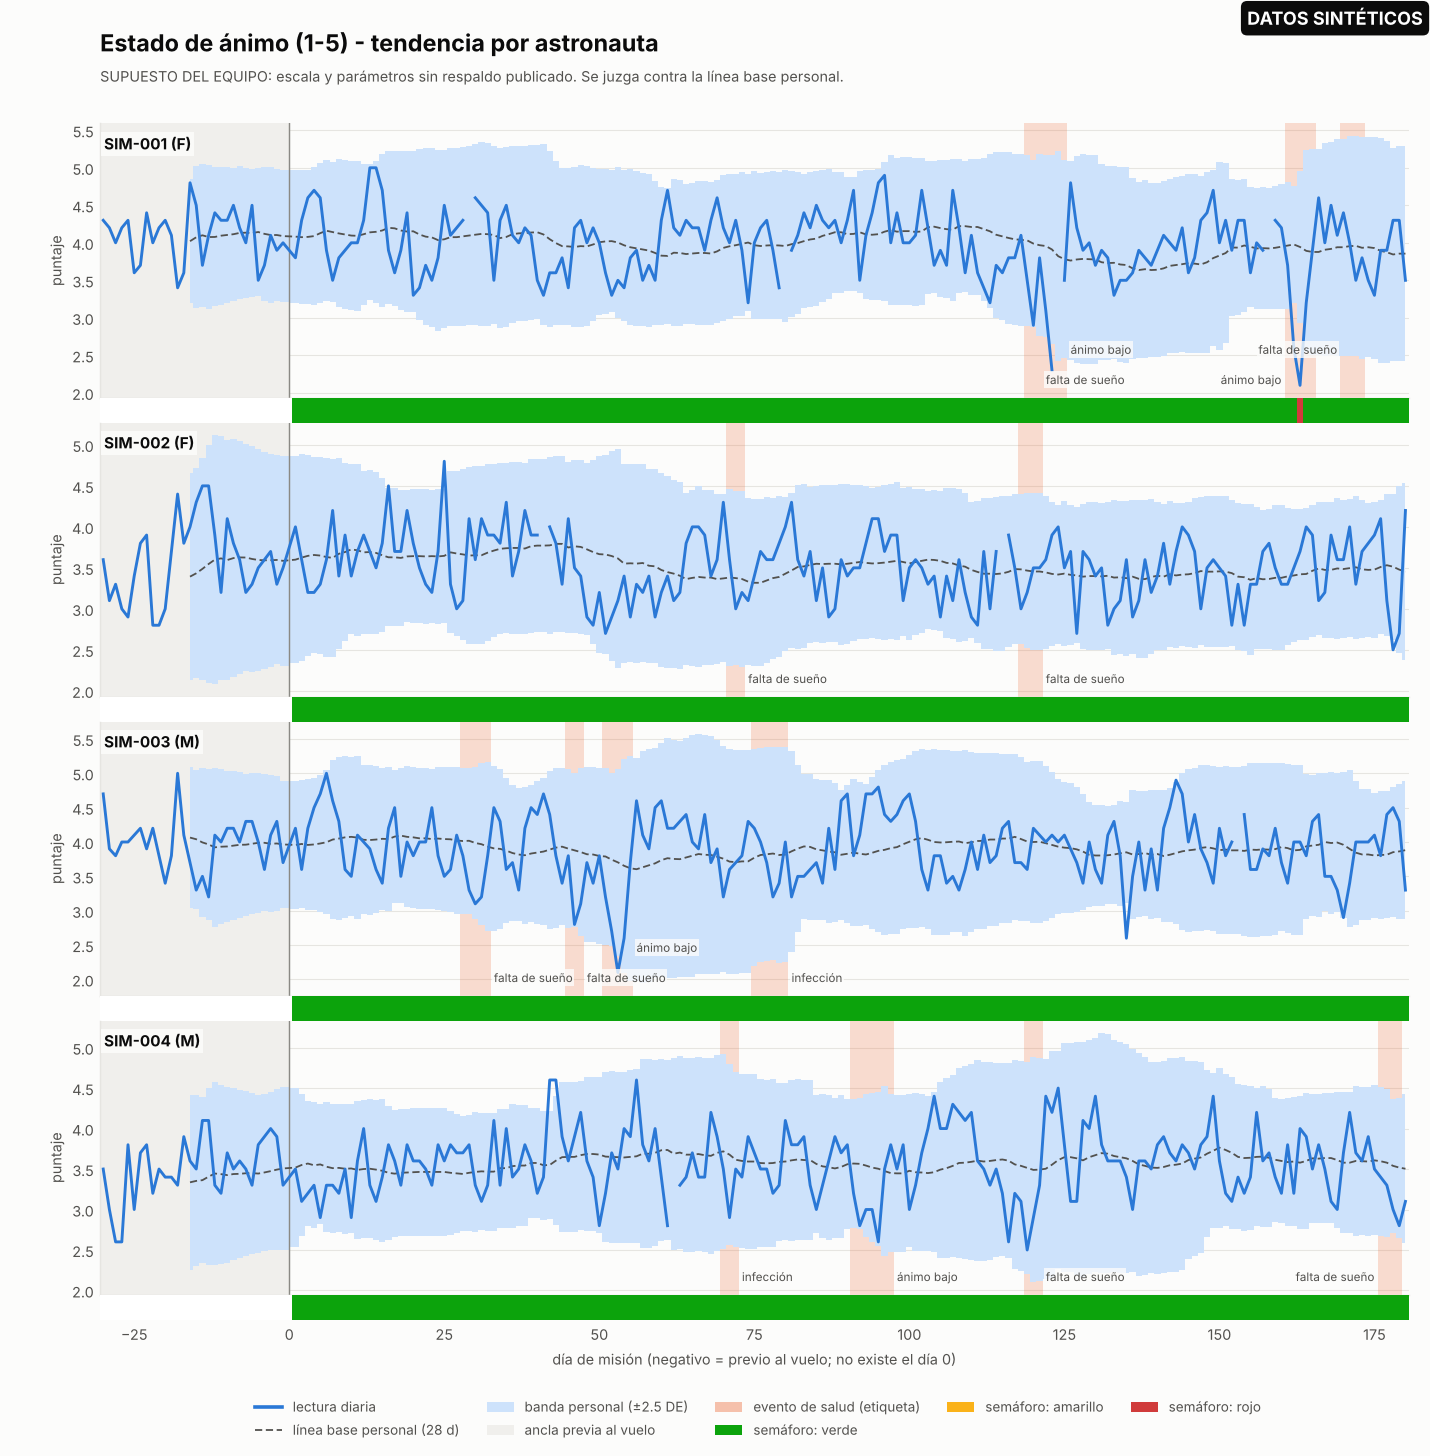 DATOS SINTÉTICOS
Estado de ánimo (1-5) - tendencia por astronauta
SUPUESTO DEL EQUIPO: escala y parámetros sin respaldo publicado. Se juzga contra la línea base personal.
SIM-001 (F)
puntaje
5.5
5.0
4.5
4.0
3.5
3.0
2.5
2.0
ánimo bajo
falta de sueño
falta de sueño
ánimo bajo
SIM-002 (F)
puntaje
5.0
4.5
4.0
3.5
3.0
2.5
2.0
falta de sueño
falta de sueño
SIM-003 (M)
puntaje
5.5
5.0
4.5
4.0
3.5
3.0
2.5
2.0
ánimo bajo
falta de sueño
falta de sueño
infección
SIM-004 (M)
puntaje
5.0
4.5
4.0
3.5
3.0
2.5
2.0
infección
ánimo bajo
falta de sueño
falta de sueño
−25 0 25 50 75 100 125 150 175
día de misión (negativo = previo al vuelo; no existe el día 0)
lectura diaria
banda personal (±2.5 DE)
evento de salud (etiqueta)
semáforo: amarillo
semáforo: rojo
línea base personal (28 d)
ancla previa al vuelo
semáforo: verde